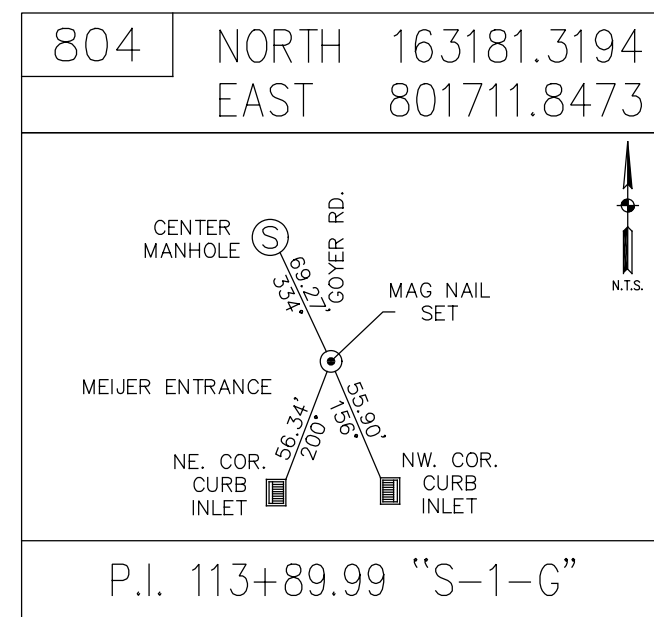 804
NORTH 163181.3194
EAST 801711.8473
N.T.S.
CENTER
MANHOLE
S
GOYER RD.
69.27'
334°
MAG NAIL
SET
MEIJER ENTRANCE
56.34'
200°
55.90'
156°
NE. COR.
CURB
INLET
NW. COR.
CURB
INLET
P.I. 113+89.99 "S-1-G"